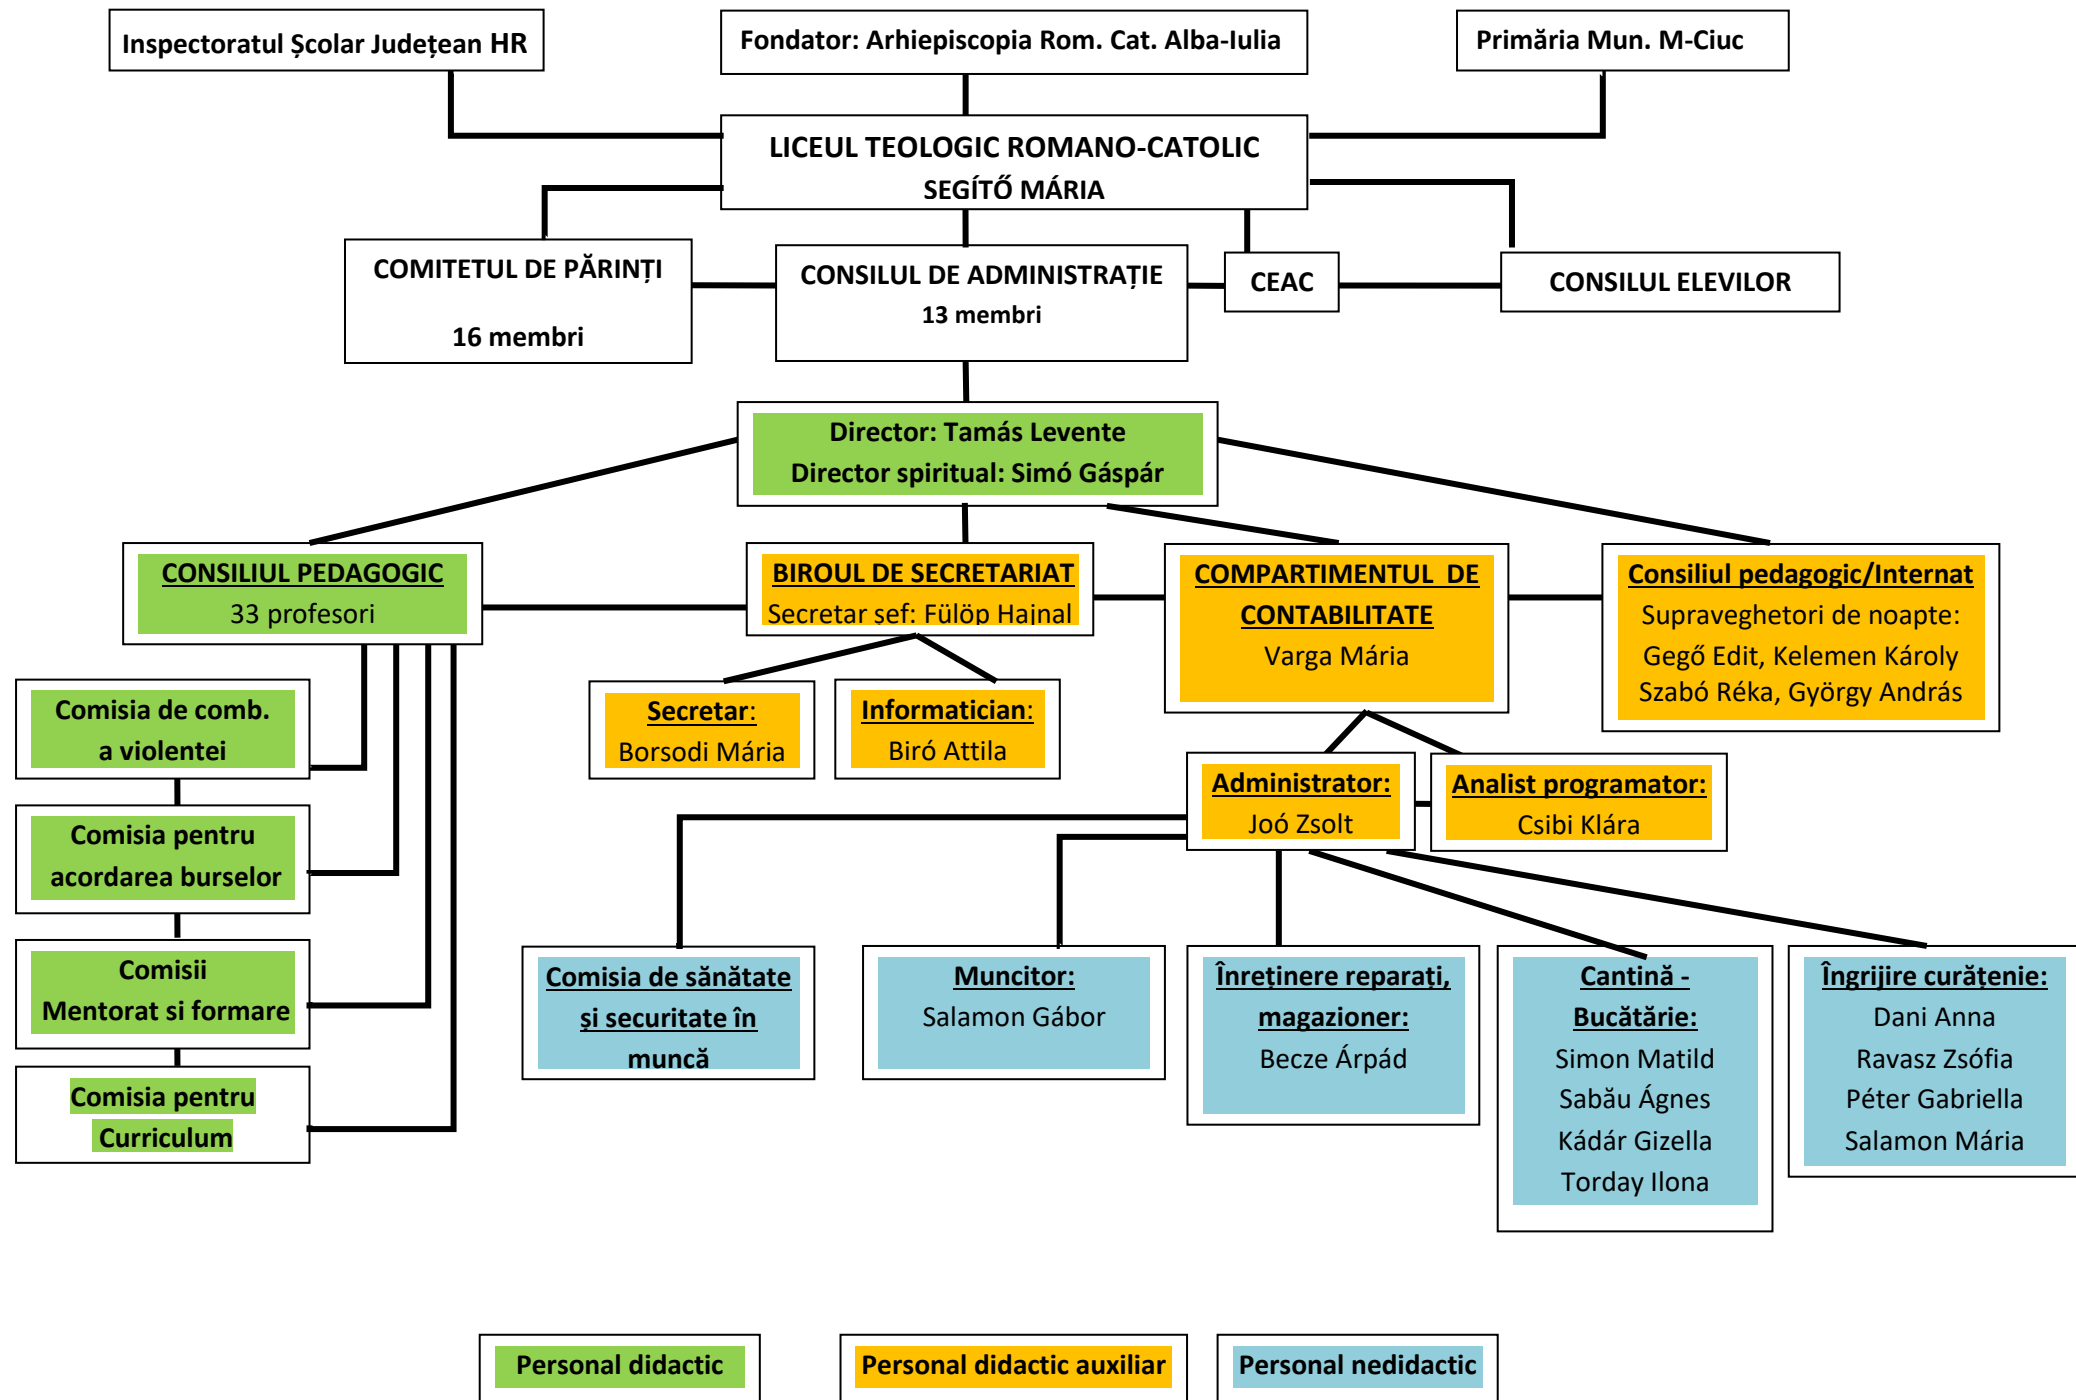 Inspectoratul Școlar Județean HR
Fondator: Arhiepiscopia Rom. Cat. Alba-Iulia
Primăria Mun. M-Ciuc
LICEUL TEOLOGIC ROMANO-CATOLIC
SEGÍTŐ MÁRIA
COMITETUL DE PĂRINȚI
16 membri
CONSILUL DE ADMINISTRAȚIE
13 membri
CEAC
CONSILUL ELEVILOR
Director: Tamás Levente
Director spiritual: Simó Gáspár
CONSILIUL PEDAGOGIC
33 profesori
BIROUL DE SECRETARIAT
Secretar șef: Fülöp Hajnal
COMPARTIMENTUL DE
CONTABILITATE
Varga Mária
Consiliul pedagogic/Internat
Supraveghetori de noapte:
Gegő Edit, Kelemen Károly
Szabó Réka, György András
Comisia de comb.
a violentei
Secretar:
Borsodi Mária
Informatician:
Biró Attila
Administrator:
Joó Zsolt
Analist programator:
Csibi Klára
Comisia pentru
acordarea burselor
Comisii
Mentorat si formare
Comisia pentru
Curriculum
Comisia de sănătate
și securitate în
muncă
Muncitor:
Salamon Gábor
Înreținere reparați,
magazioner:
Becze Árpád
Cantină -
Bucătărie:
Simon Matild
Sabău Ágnes
Kádár Gizella
Torday Ilona
Îngrijire curățenie:
Dani Anna
Ravasz Zsófia
Péter Gabriella
Salamon Mária
Personal didactic
Personal didactic auxiliar
Personal nedidactic